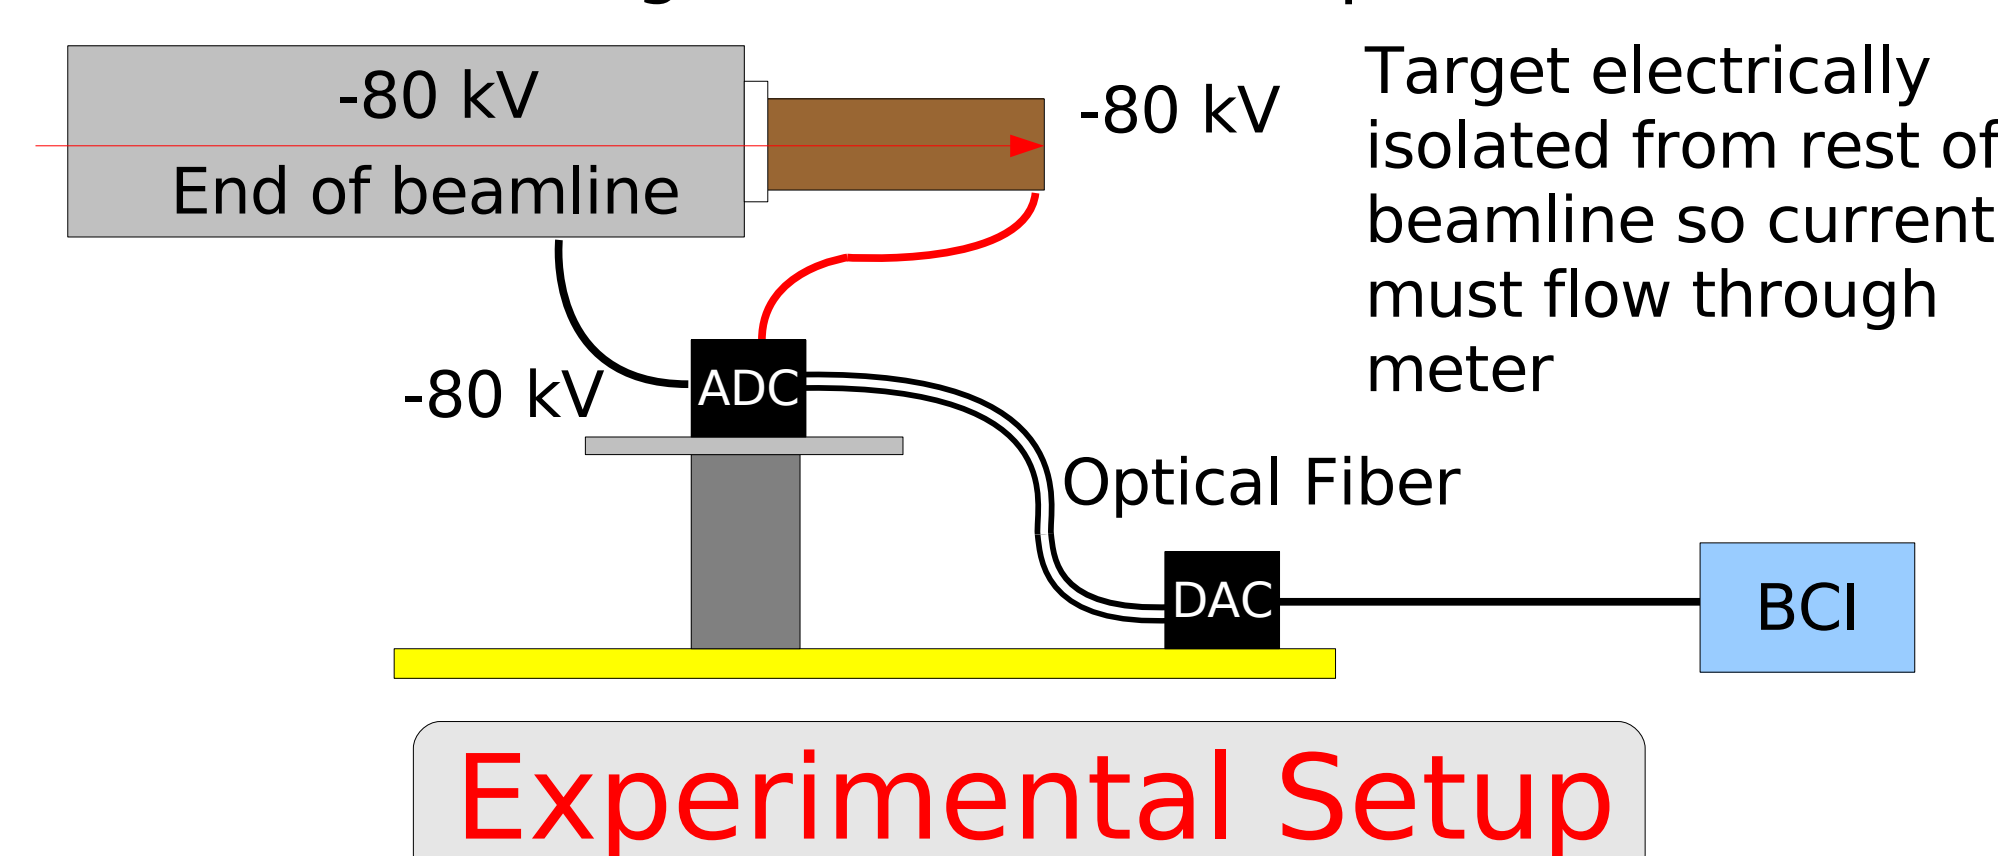 -80 kV
End of beamline
-80 kV
Target electrically
isolated from rest of
beamline so current
must flow through
meter
-80 kV
ADC
Optical Fiber
DAC
BCI
Experimental Setup